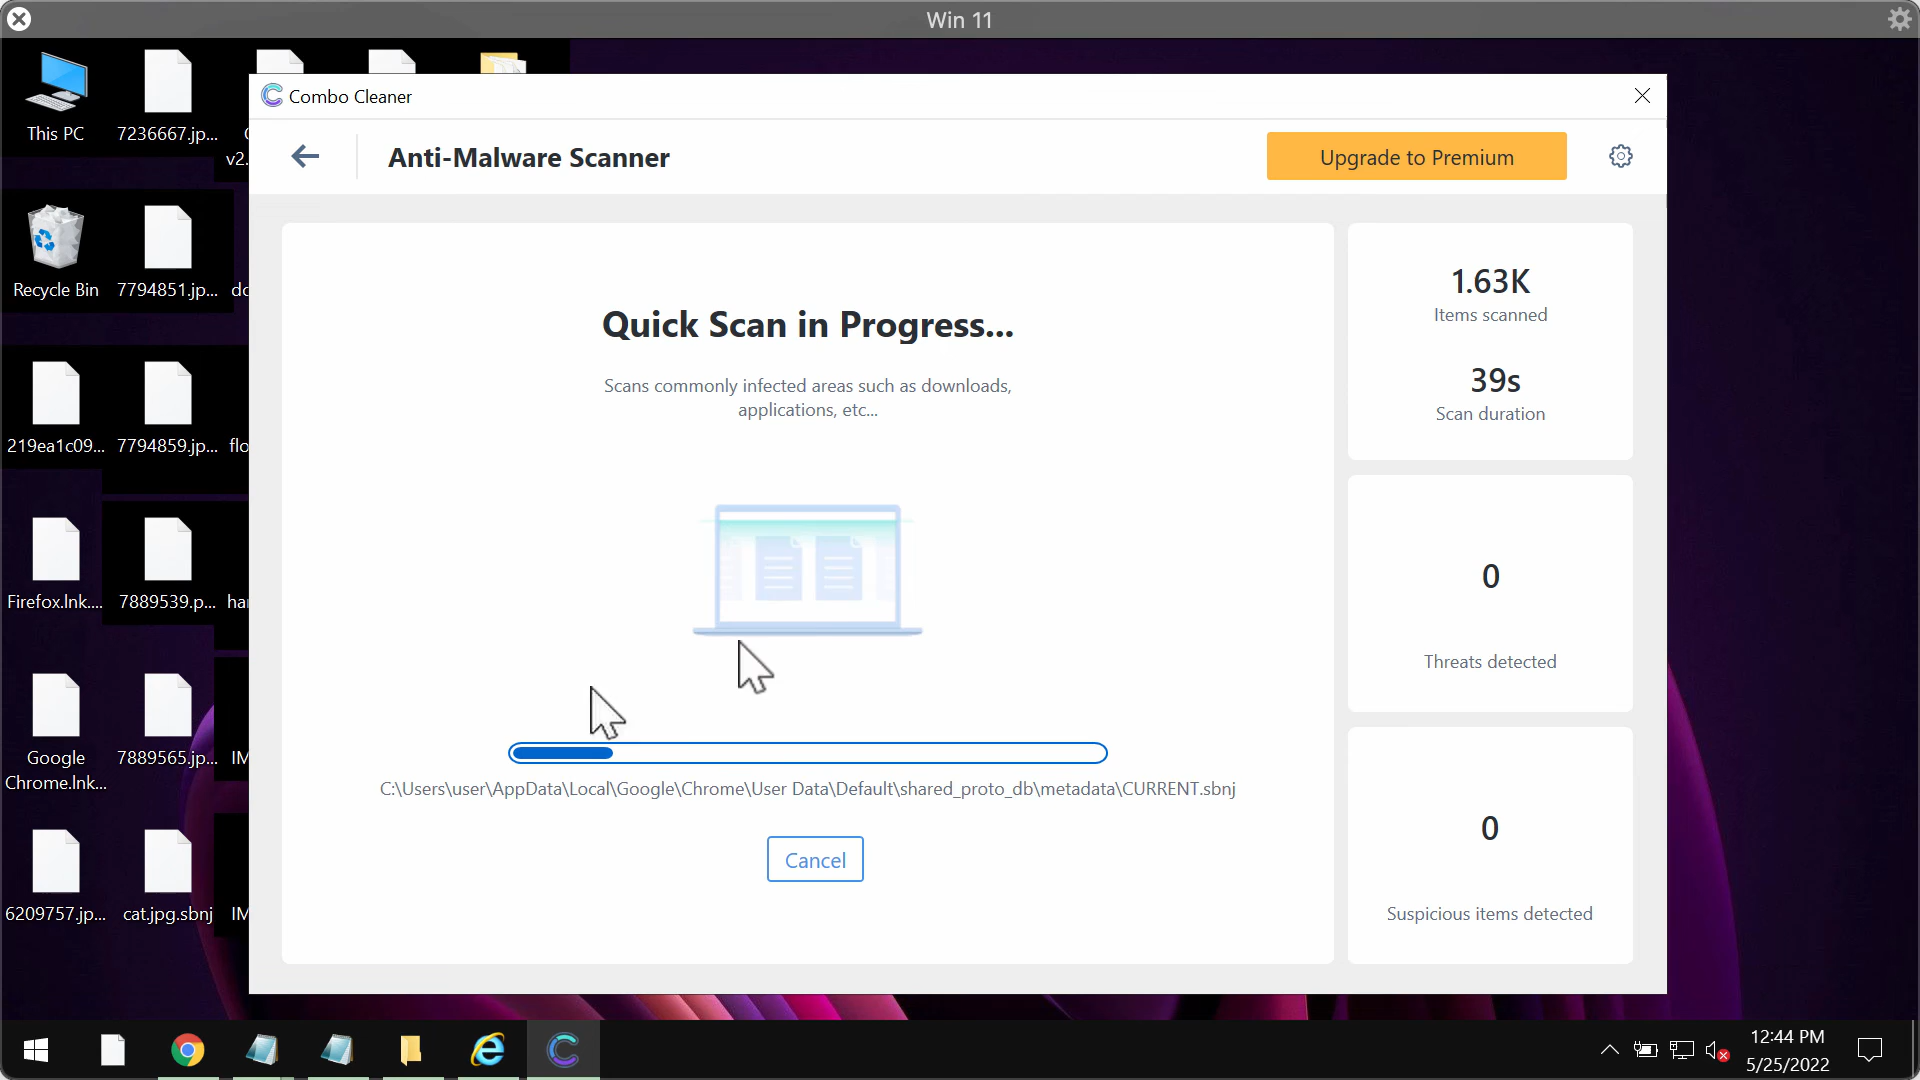 Win 11
This PC
7236667.jp...
v2.
Recycle Bin
7794851.jp...
219ea1c09...
7794859.jp...
flo
Firefox.lnk....
7889539.p...
har
Google
Chrome.lnk...
7889565.jp...
IM
6209757.jp...
cat.jpg.sbnj
IM
Combo Cleaner
Anti-Malware Scanner
Upgrade to Premium
Quick Scan in Progress...
Scans commonly infected areas such as downloads,
applications, etc...
C:\Users\user\AppData\Local\Google\Chrome\User Data\Default\shared_proto_db\metadata\CURRENT.sbnj
Cancel
1.63K
Items scanned
39s
Scan duration
0
Threats detected
0
Suspicious items detected
12:44 PM
5/25/2022